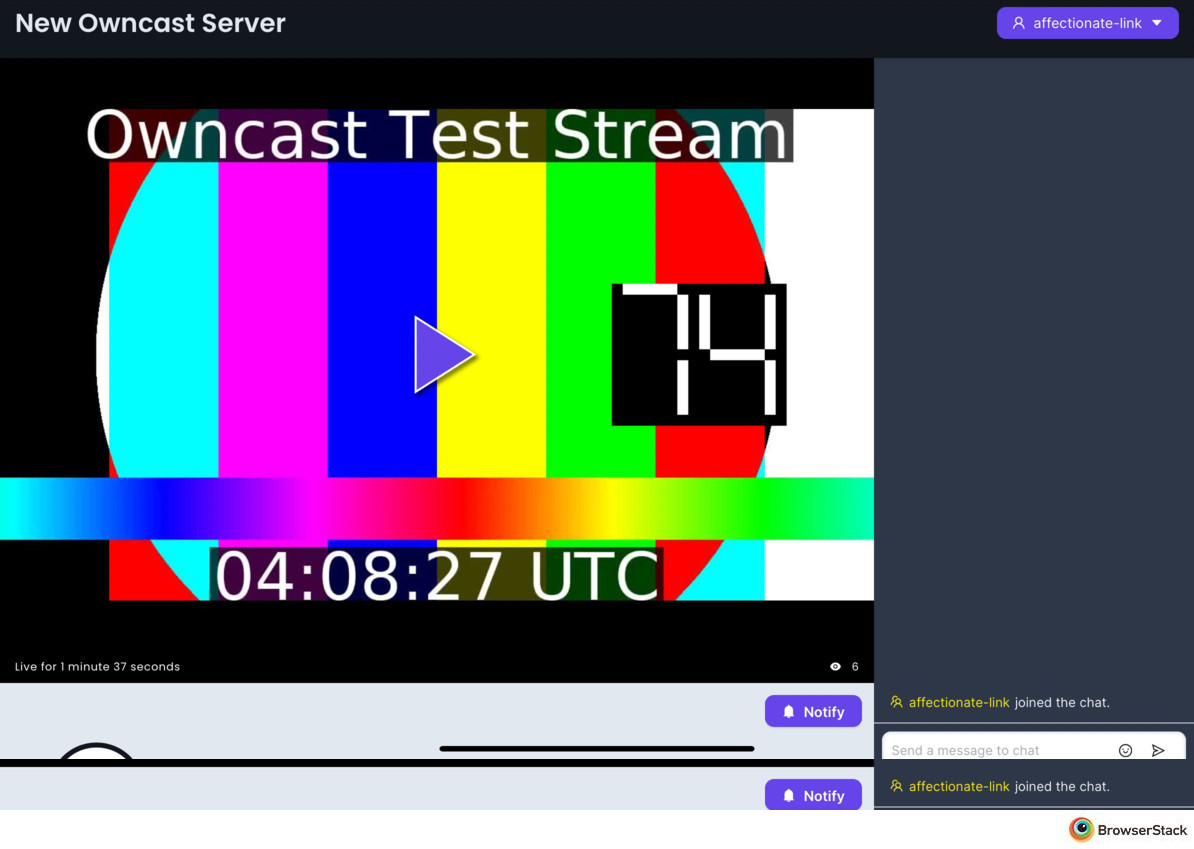 New Owncast Server
affectionate-link
Owncast Test Stream
74
04:08:27 UTC
Live for 1 minute 37 seconds
6
Notify
affectionate-link joined the chat.
Send a message to chat
Notify
affectionate-link joined the chat.
BrowserStack